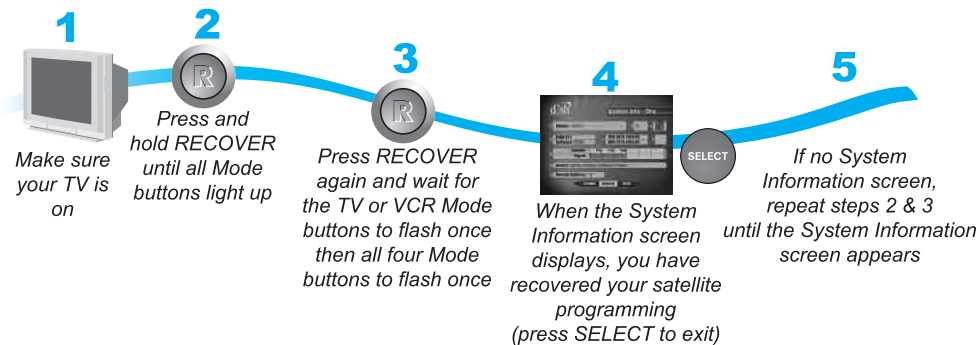 1
Make sure
your TV is
on
2
R
Press and
hold RECOVER
until all Mode
buttons light up
3
R
Press RECOVER
again and wait for
the TV or VCR Mode
buttons to flash once
then all four Mode
buttons to flash once
4
SELECT
When the System
Information screen
displays, you have
recovered your satellite
programming
(press SELECT to exit)
5
If no System
Information screen,
repeat steps 2 & 3
until the System Information
screen appears